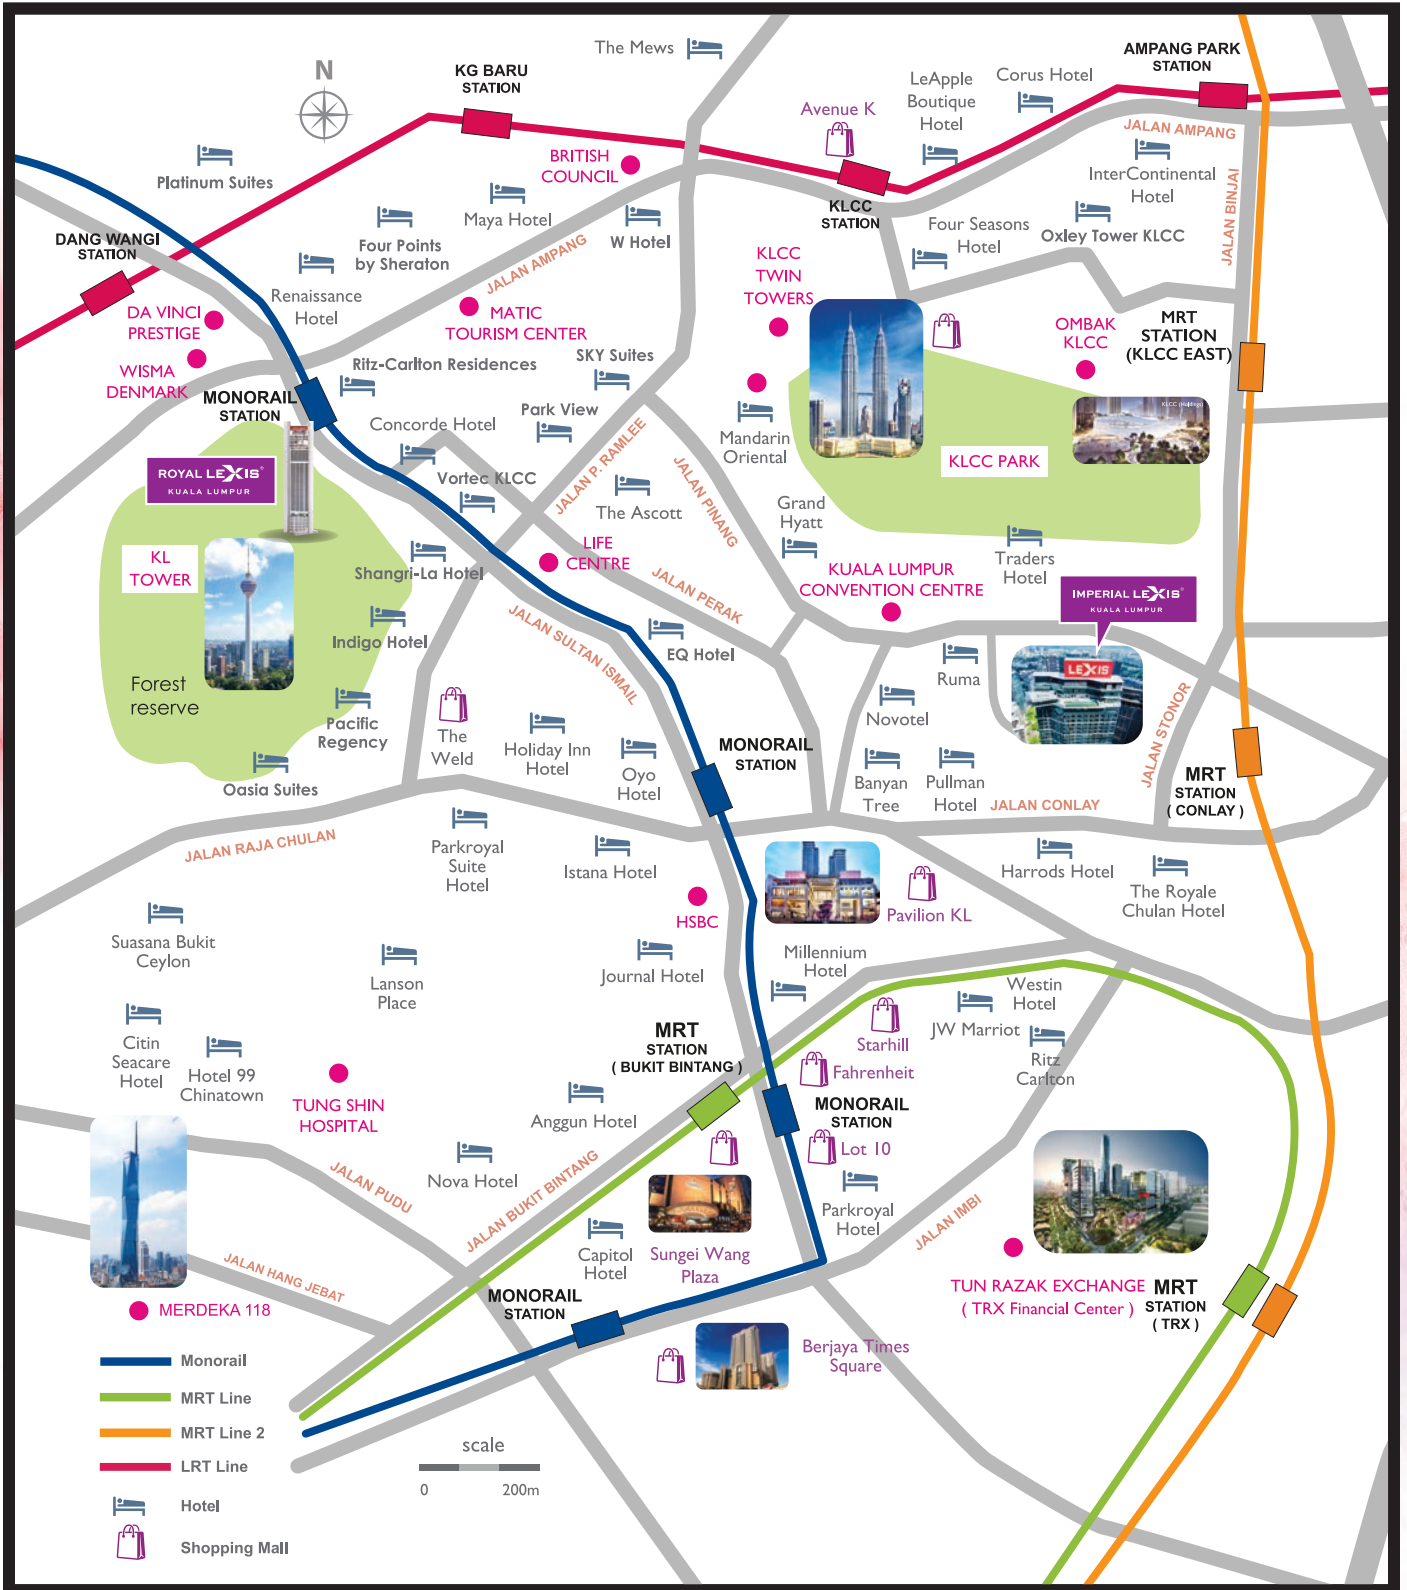 The Mews
N
KG BARU
STATION
AMPANG PARK
STATION
LeApple
Boutique
Hotel
Corus Hotel
Avenue K
JALAN AMPANG
BRITISH
COUNCIL
Platinum Suites
Maya Hotel
InterContinental
Hotel
JALAN BINJAI
KLCC
STATION
DANG WANGI
STATION
Four Points
by Sheraton
W Hotel
Four Seasons
Hotel
Oxley Tower KLCC
JALAN AMPANG
KLCC
TWIN
TOWERS
Renaissance
Hotel
DA VINCI
PRESTIGE
MATIC
TOURISM CENTER
OMBAK
KLCC
MRT
STATION
(KLCC EAST)
WISMA
DENMARK
Ritz-Carlton Residences
SKY Suites
MONORAIL
STATION
Park View
KLCC (Holdings)
Concorde Hotel
Mandarin
Oriental
JALAN P. RAMLEE
KLCC PARK
ROYAL LEXIS®
KUALA LUMPUR
Vortec KLCC
JALAN PINANG
The Ascott
Grand
Hyatt
KL
TOWER
LIFE
CENTRE
Traders
Hotel
Shangri-La Hotel
JALAN PERAK
KUALA LUMPUR
CONVENTION CENTRE
IMPERIAL LEXIS®
KUALA LUMPUR
Indigo Hotel
JALAN SULTAN ISMAIL
EQ Hotel
LEXIS
Ruma
Forest
reserve
Pacific
Regency
Novotel
JALAN STONOR
The
Weld
Holiday Inn
Hotel
Oyo
Hotel
MONORAIL
STATION
Oasia Suites
Banyan
Tree
Pullman
Hotel
MRT
STATION
( CONLAY )
JALAN CONLAY
JALAN RAJA CHULAN
Parkroyal
Suite
Hotel
Istana Hotel
Harrods Hotel
The Royale
Chulan Hotel
HSBC
Pavilion KL
Suasana Bukit
Ceylon
Lanson
Place
Journal Hotel
Millennium
Hotel
Westin
Hotel
Citin
Seacare
Hotel
Hotel 99
Chinatown
MRT
STATION
( BUKIT BINTANG )
Starhill
JW Marriot
Ritz
Carlton
Fahrenheit
TUNG SHIN
HOSPITAL
Anggun Hotel
MONORAIL
STATION
Lot 10
JALAN PUDU
Nova Hotel
JALAN BUKIT BINTANG
Parkroyal
Hotel
JALAN IMBI
JALAN HANG JEBAT
Capitol
Hotel
Sungei Wang
Plaza
TUN RAZAK EXCHANGE
( TRX Financial Center )
MRT
STATION
( TRX )
MERDEKA 118
MONORAIL
STATION
Berjaya Times
Square
Monorail
MRT Line
MRT Line 2
LRT Line
Hotel
Shopping Mall
scale
0 200m